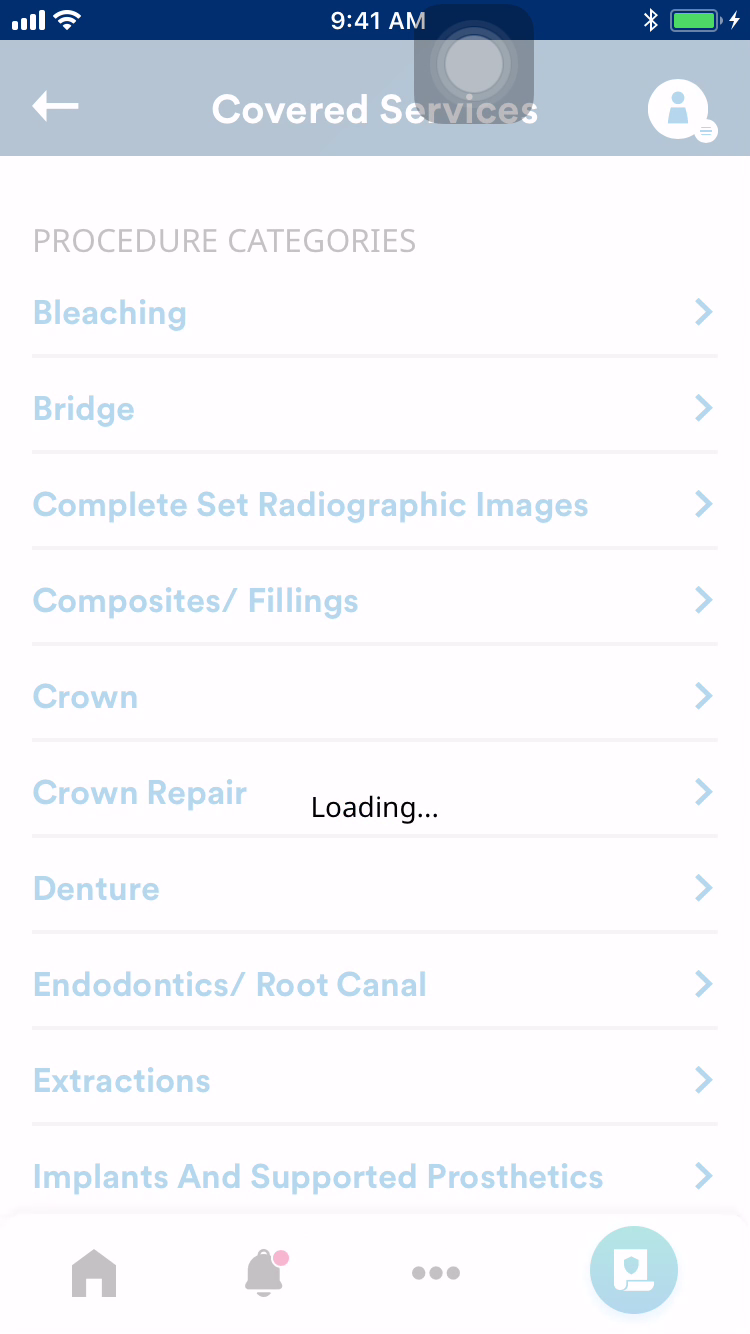 9:41 AM
Covered Services
PROCEDURE CATEGORIES
Bleaching
Bridge
Complete Set Radiographic Images
Composites/ Fillings
Crown
Crown Repair
Loading...
Denture
Endodontics/ Root Canal
Extractions
Implants And Supported Prosthetics